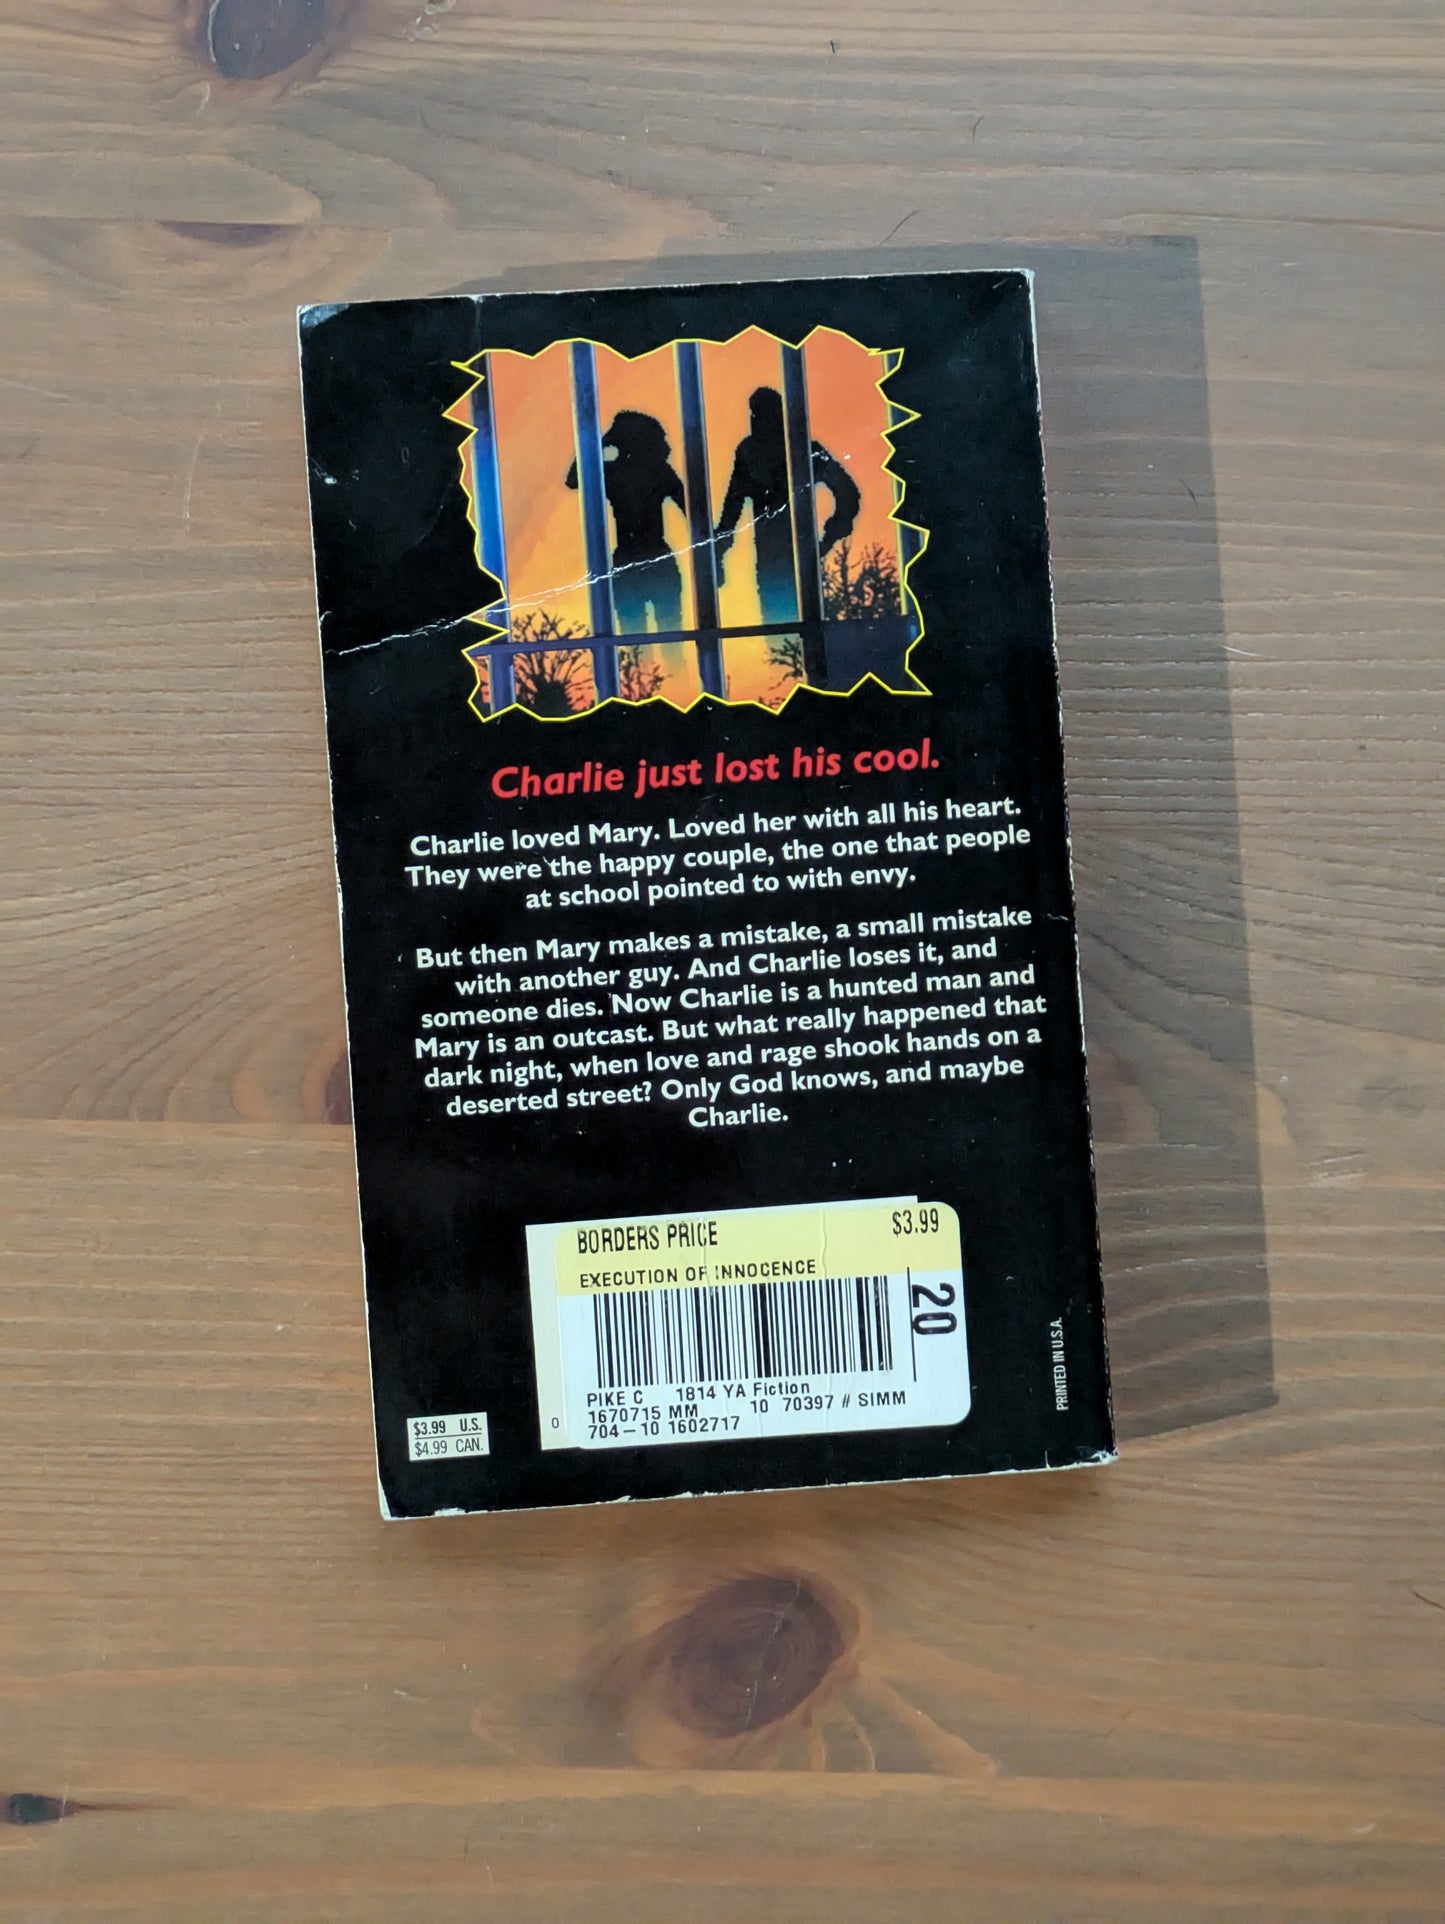 Charlie just lost his cool.
Charlie loved Mary. Loved her with all his heart.
They were the happy couple, the one that people
at school pointed to with envy.
But then Mary makes a mistake, a small mistake
with another guy. And Charlie loses it, and
someone dies. Now Charlie is a hunted man and
Mary is an outcast. But what really happened that
dark night, when love and rage shook hands on a
deserted street? Only God knows, and maybe
Charlie.
BORDERS PRICE $3.99
EXECUTION OF INNOCENCE
20
PIKE C 1814 YA Fiction
1670715 MM 10 70397 # SIMM
704-10 1602717
0
$3.99 U.S.
$4.99 CAN.
PRINTED IN U.S.A.